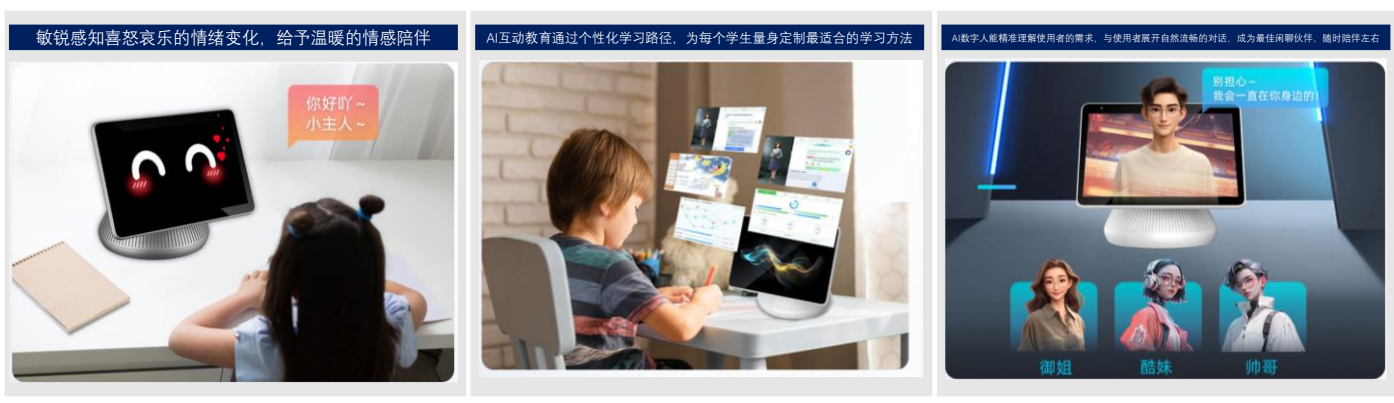 敏锐感知喜怒哀乐的情绪变化，给予温暖的情感陪伴
你好吖~
小主人~
AI互动教育通过个性化学习路径，为每个学生量身定制最适合的学习方法
AI数字人能精准理解使用者的需求，与使用者展开自然流畅的对话，成为最佳闲聊伙伴，随时陪伴左右
别担心~
我会一直在你身边的!
御姐
酷妹
帅哥